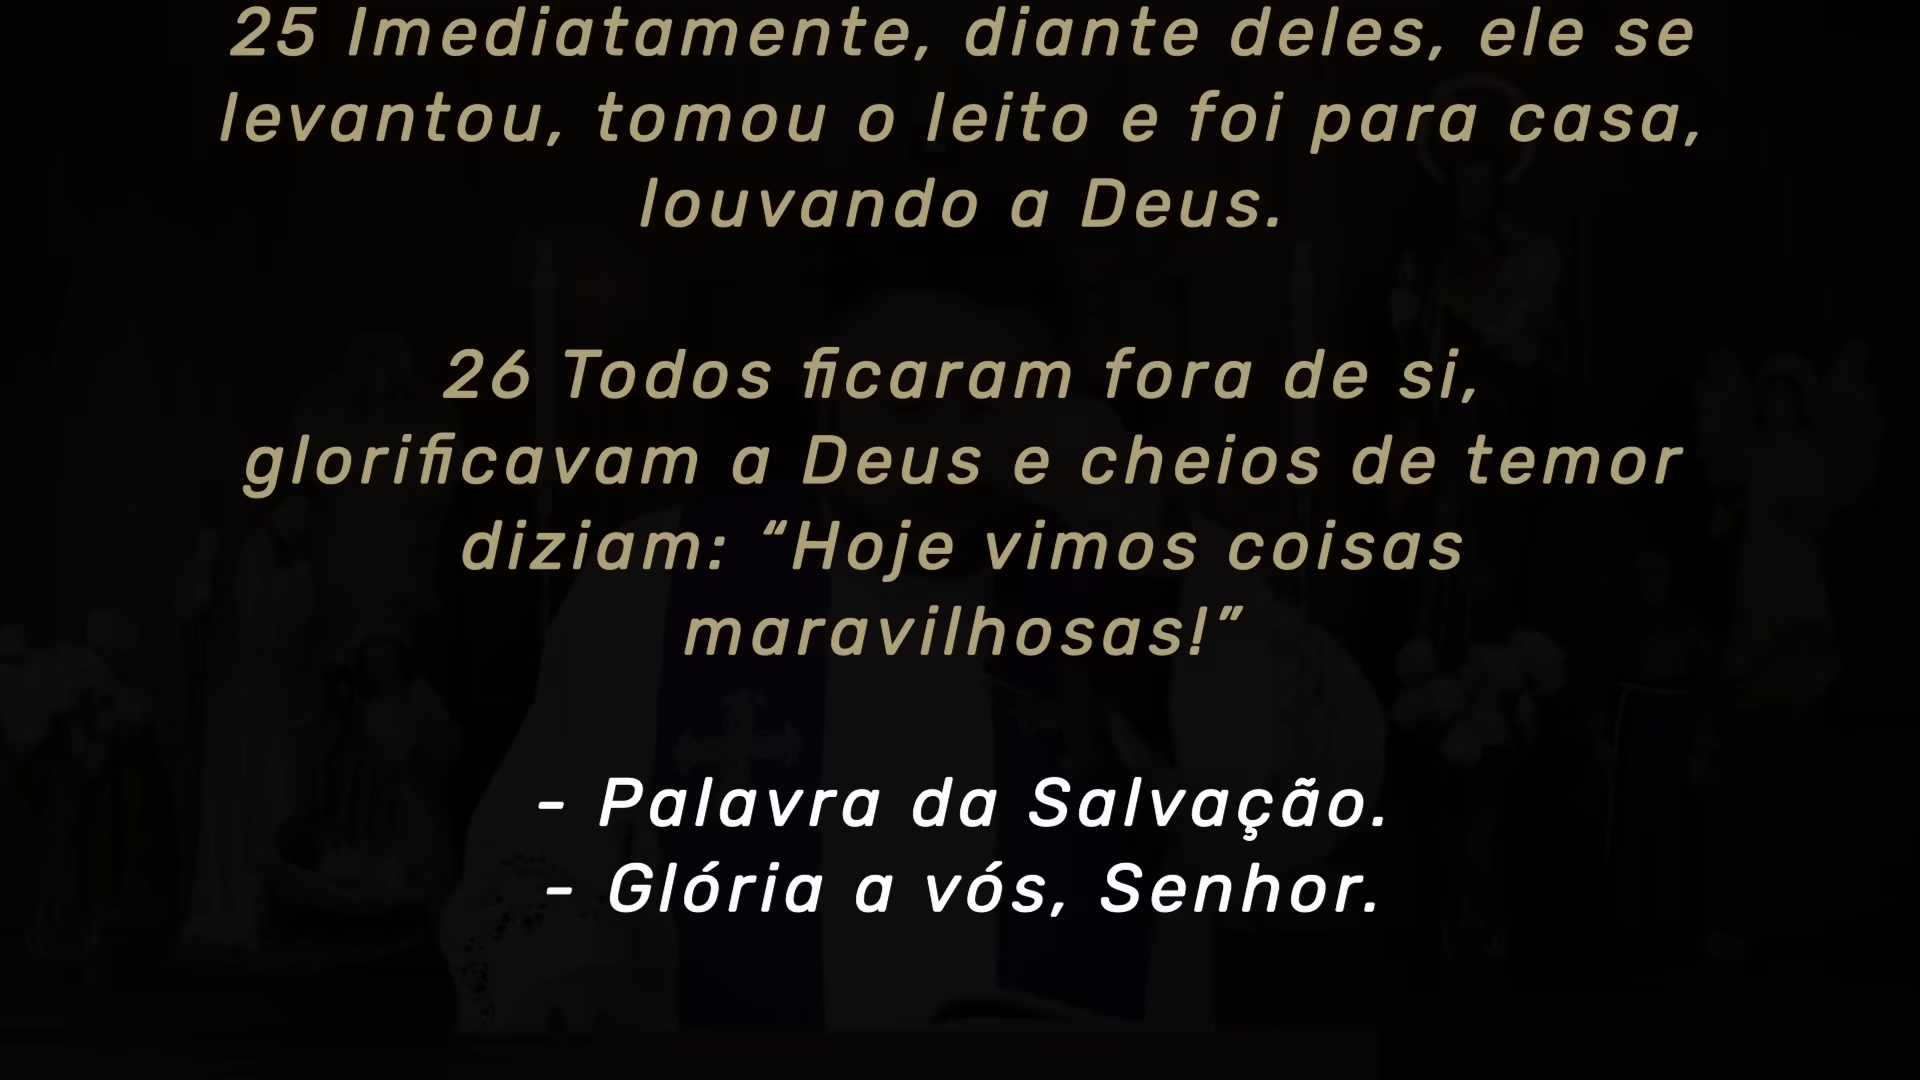 25 Imediatamente, diante deles, ele se
levantou, tomou o leito e foi para casa,
louvando a Deus.
26 Todos ficaram fora de si,
glorificavam a Deus e cheios de temor
diziam: “Hoje vimos coisas
maravilhosas!”
- Palavra da Salvação.
- Glória a vós, Senhor.